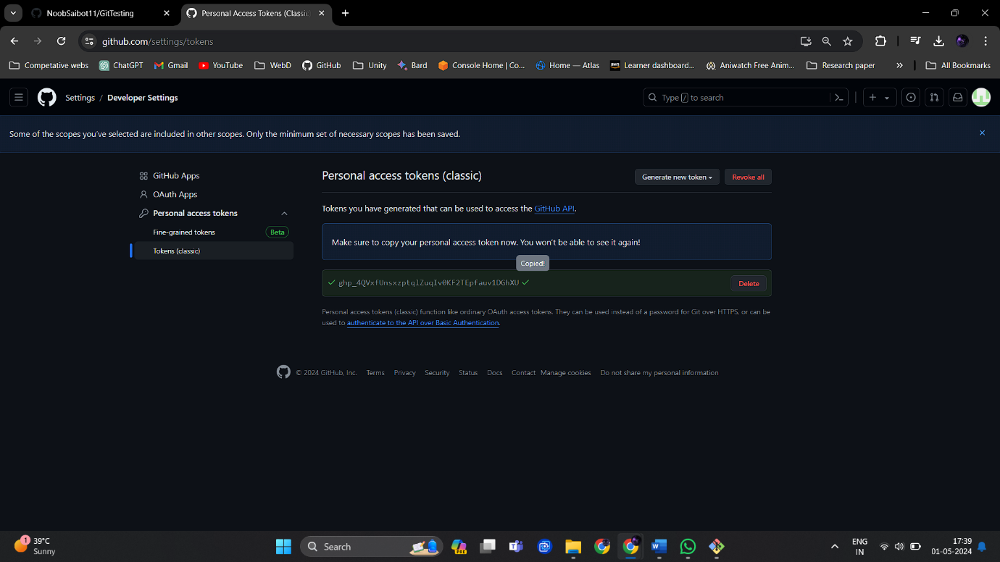 NoobSaibot11/GitTesting
Personal Access Tokens (Classic)
github.com/settings/tokens
Competative webs
ChatGPT
Gmail
YouTube
WebD
GitHub
Unity
Bard
Console Home | Co...
Home — Atlas
Learner dashboard...
Aniwatch Free Anim...
Research paper
All Bookmarks
Settings / Developer Settings
Type / to search
Some of the scopes you've selected are included in other scopes. Only the minimum set of necessary scopes has been saved.
GitHub Apps
OAuth Apps
Personal access tokens
Fine-grained tokens
Beta
Tokens (classic)
Personal access tokens (classic)
Generate new token
Revoke all
Tokens you have generated that can be used to access the GitHub API.
Make sure to copy your personal access token now. You won't be able to see it again!
Copied!
Delete
Personal access tokens (classic) function like ordinary OAuth access tokens. They can be used instead of a password for Git over HTTPS, or can be
used to authenticate to the API over Basic Authentication.
© 2024 GitHub, Inc.
Terms
Privacy
Security
Status
Docs
Contact
Manage cookies
Do not share my personal information
1
39°C
Sunny
Search
PRE
ENG
IN
17:39
01-05-2024